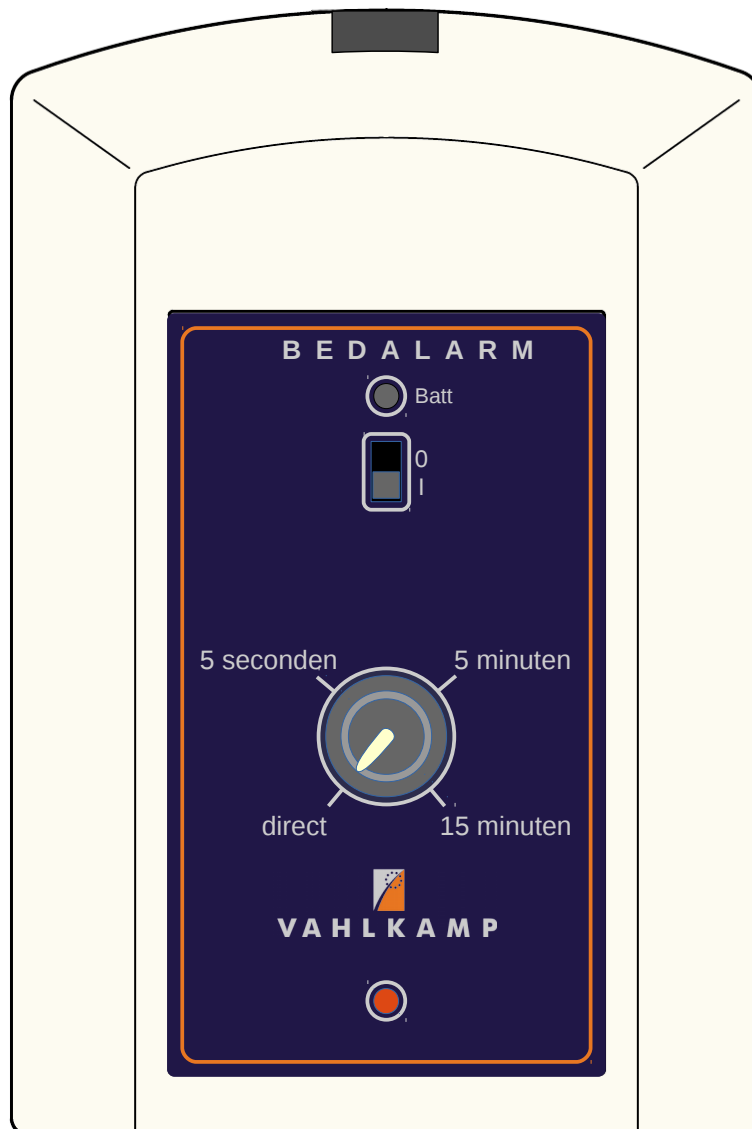 BEDALARM
Batt
0
I
5 seconden
5 minuten
direct
15 minuten
VAHLKAMP